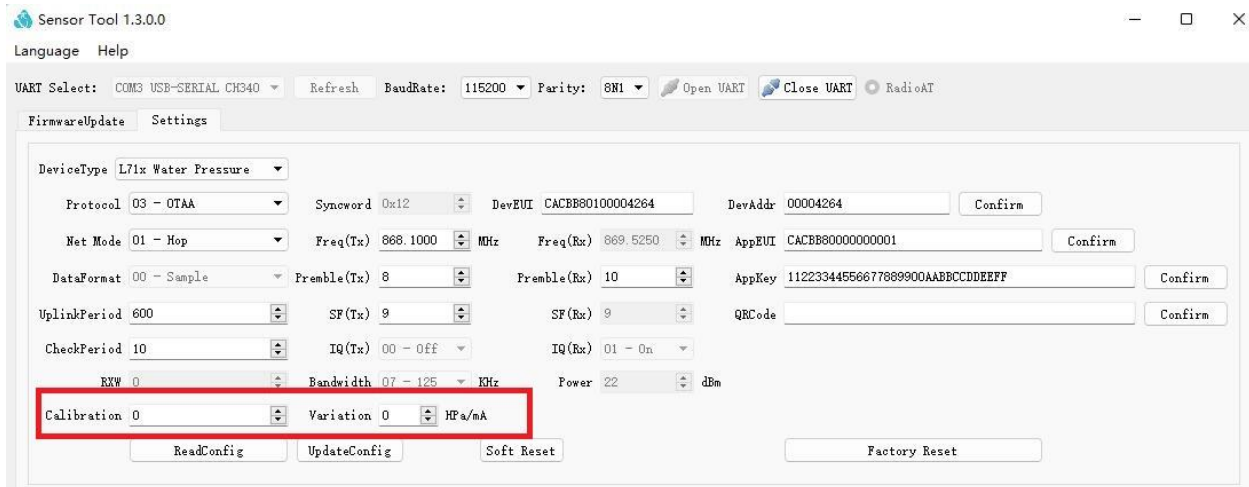 Sensor Tool 1.3.0.0
Language Help
UART Select: COM3 USB-SERIAL CH340 Refresh BaudRate: 115200 Parity: 8N1 Open UART Close UART RadioAT
FirmwareUpdate Settings
DeviceType L71x Water Pressure
Protocol 03 - OTAA Syncword 0x12 DevEUI CACBB80100004264 DevAddr 00004264 Confirm
Net Mode 01 - Hop Freq(Tx) 868.1000 MHz Freq(Rx) 869.5250 MHz AppEUI CACBB80000000001 Confirm
DataFormat 00 - Sample Premble(Tx) 8 Premble(Rx) 10 AppKey 11223344556677889900AABBCCDDEEFF Confirm
UplinkPeriod 600 SF(Tx) 9 SF(Rx) 9 QRCode Confirm
CheckPeriod 10 IQ(Tx) 00 - Off IQ(Rx) 01 - On
RXW 0 Bandwidth 07 - 125 KHz Power 22 dBm
Calibration 0 Variation 0 HPa/mA
ReadConfig UpdateConfig Soft Reset Factory Reset